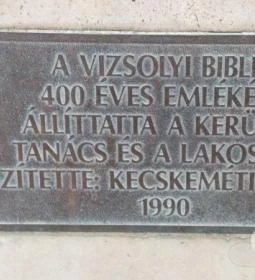 A VIZSOLYI BIBLI
400 ÉVES EMLÉKÉ
ÁLLÍTTATTA A KERÜ
TANÁCS ÉS A LAKOS
ZÍTETTE: KECSKEMÉTI
1990